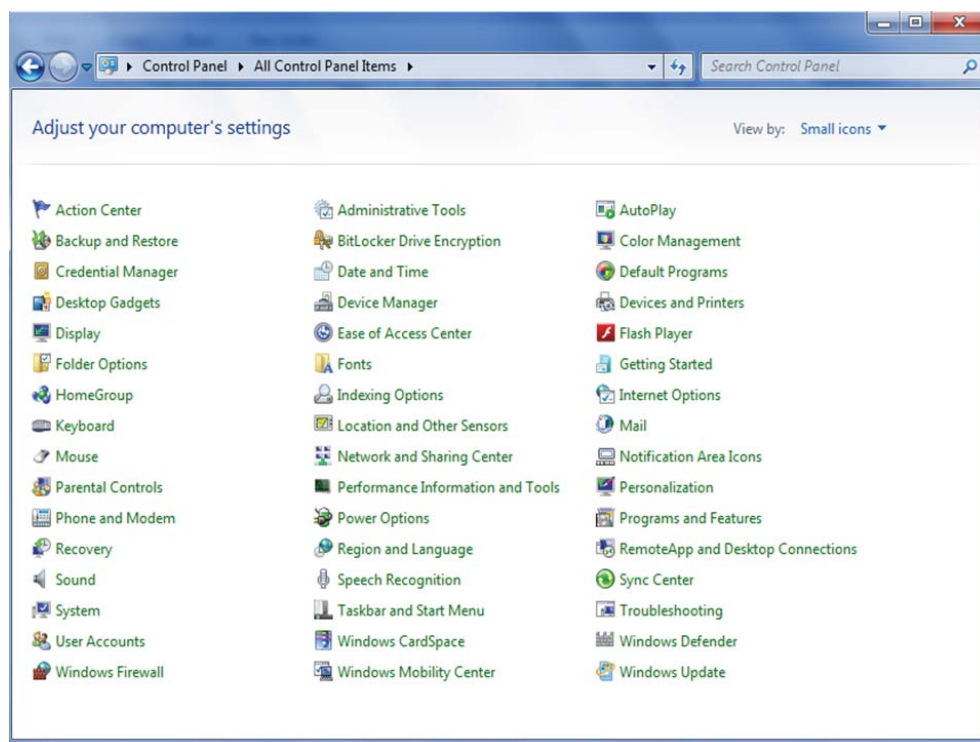 Control Panel All Control Panel Items Search Control Panel
Adjust your computer's settings View by: Small icons
Action Center Administrative Tools AutoPlay
Backup and Restore BitLocker Drive Encryption Color Management
Credential Manager Date and Time Default Programs
Desktop Gadgets Device Manager Devices and Printers
Display Ease of Access Center Flash Player
Folder Options Fonts Getting Started
HomeGroup Indexing Options Internet Options
Keyboard Location and Other Sensors Mail
Mouse Network and Sharing Center Notification Area Icons
Parental Controls Performance Information and Tools Personalization
Phone and Modem Power Options Programs and Features
Recovery Region and Language RemoteApp and Desktop Connections
Sound Speech Recognition Sync Center
System Taskbar and Start Menu Troubleshooting
User Accounts Windows CardSpace Windows Defender
Windows Firewall Windows Mobility Center Windows Update